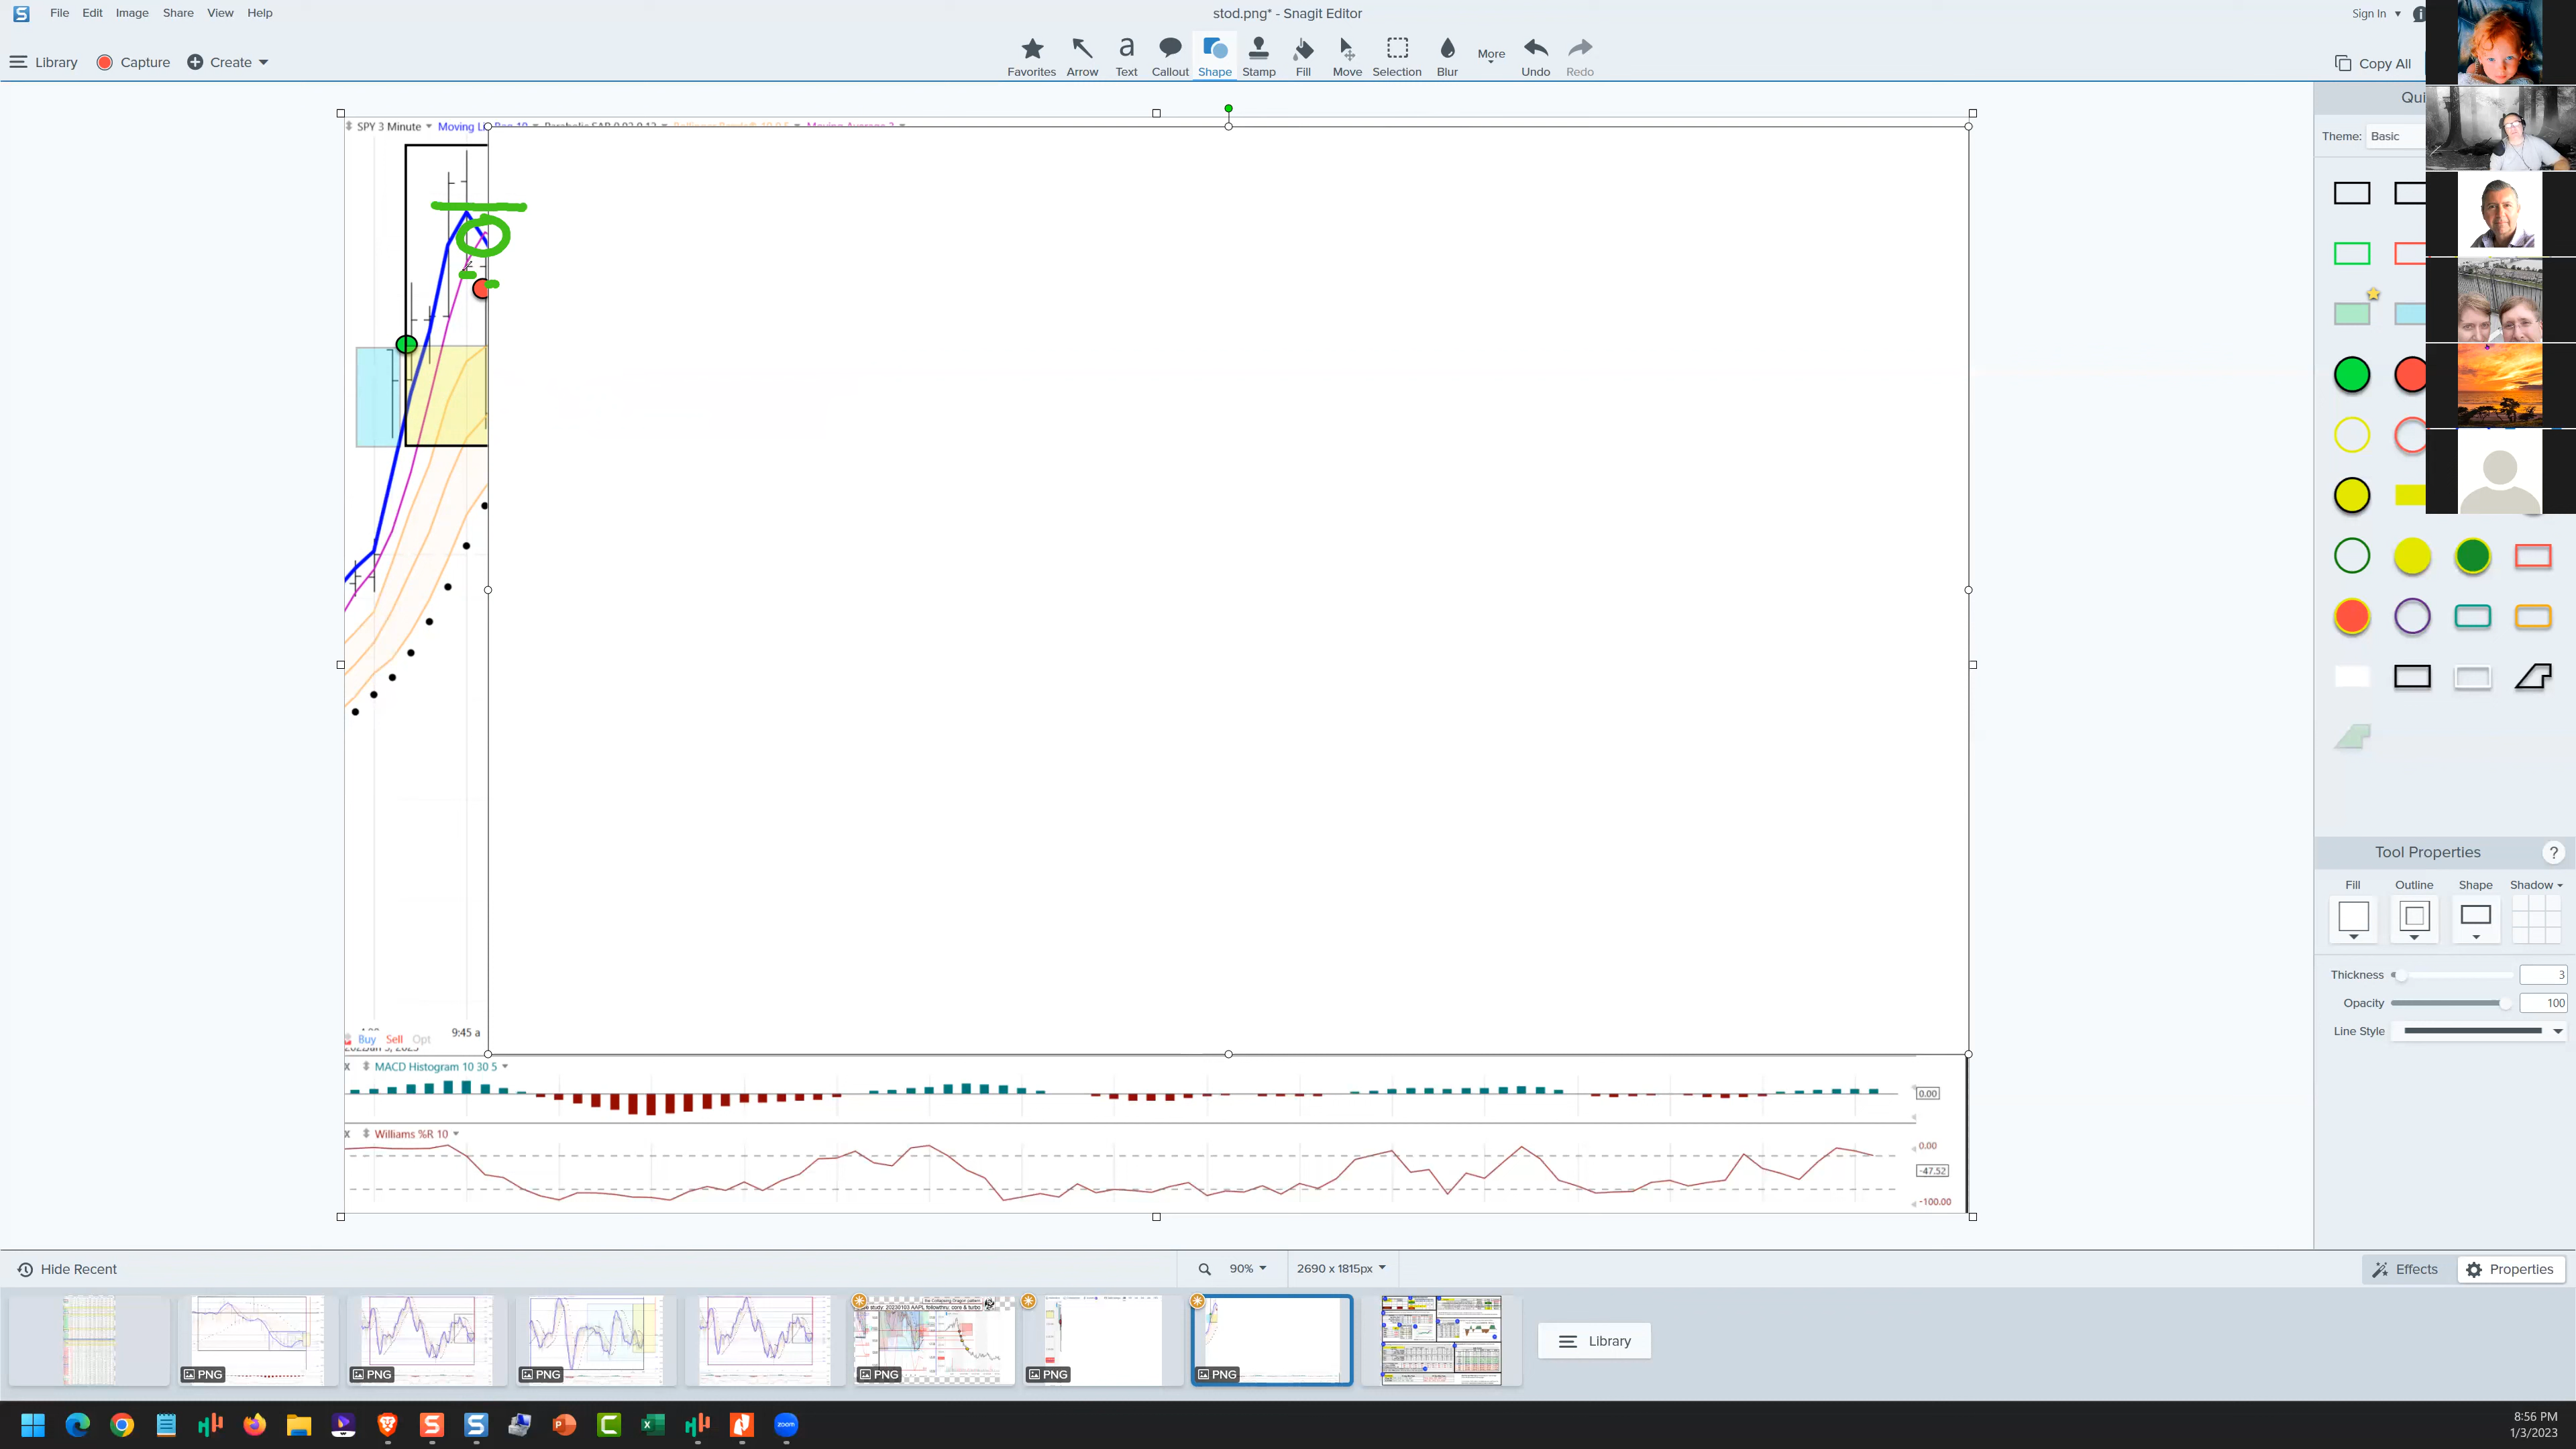 File Edit Image Share View Help
stod.png* - Snagit Editor
Sign In
Library Capture Create
Favorites Arrow Text Callout Shape Stamp Fill Move Selection Blur More Undo Redo
Copy All
Qui
Theme: Basic
SPY 3 Minute
9:45 a
Buy Sell Opt
MACD Histogram 10 30 5
0.00
Williams %R 10
0.00
-47.52
-100.00
Tool Properties ?
Fill Outline Shape Shadow
Thickness 3
Opacity 100
Line Style
Hide Recent
90% 2690 x 1815px
Effects Properties
PNG PNG PNG PNG PNG PNG
Library
zoom
8:56 PM
1/3/2023